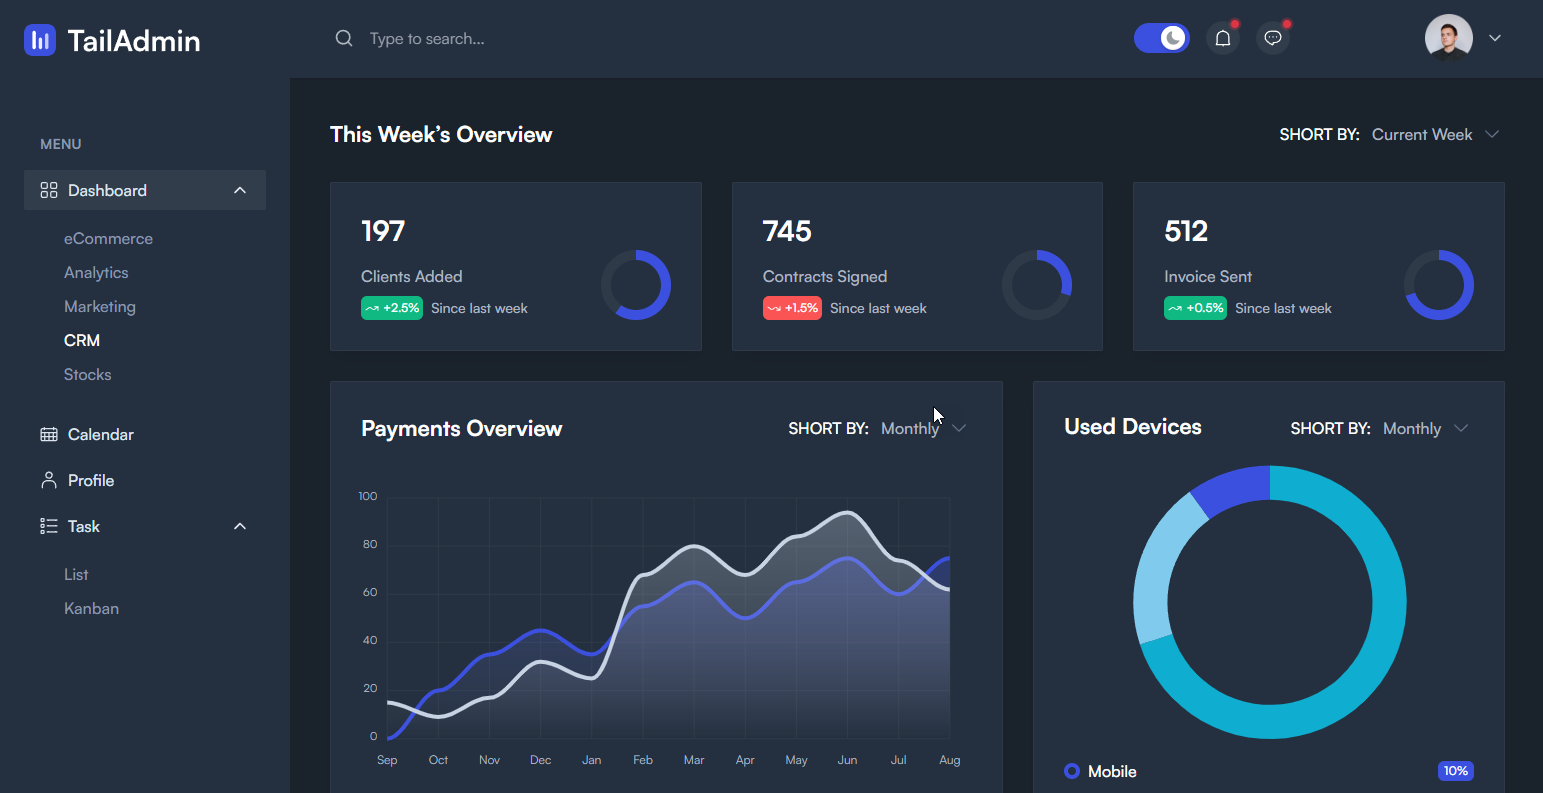 TailAdmin
Type to search...
MENU
Dashboard
eCommerce
Analytics
Marketing
CRM
Stocks
Calendar
Profile
Task
List
Kanban
This Week’s Overview
SHORT BY: Current Week
197
Clients Added
+2.5% Since last week
745
Contracts Signed
+1.5% Since last week
512
Invoice Sent
+0.5% Since last week
Payments Overview
SHORT BY: Monthly
100
80
60
40
20
0
Sep Oct Nov Dec Jan Feb Mar Apr May Jun Jul Aug
Used Devices
SHORT BY: Monthly
Mobile 10%